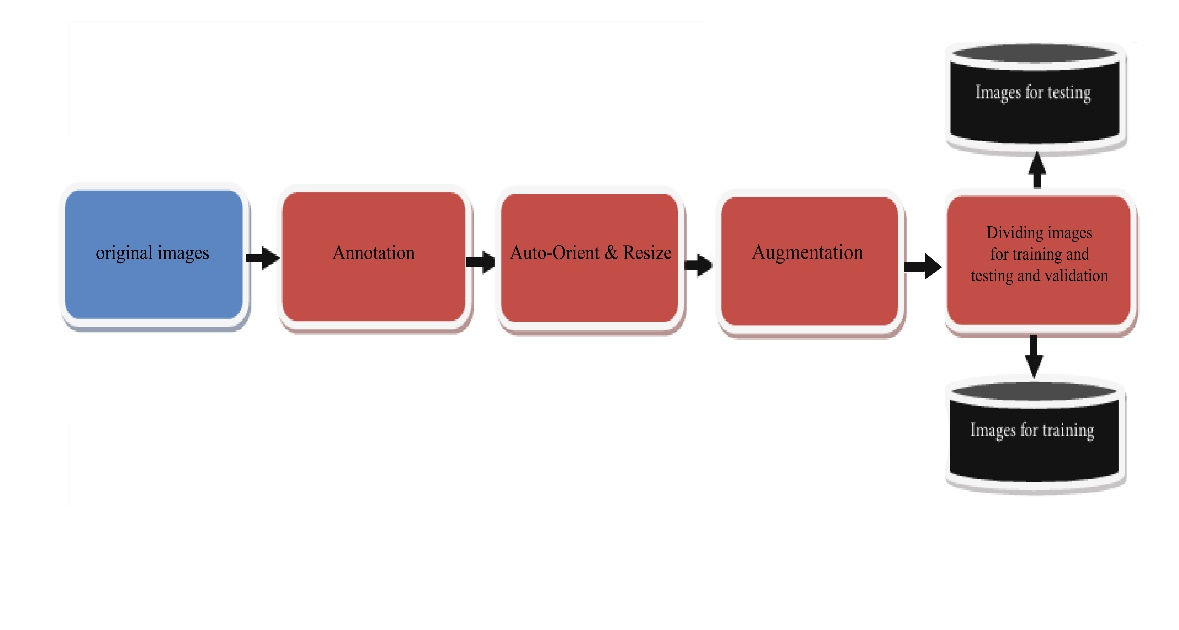 Images for testing
original images
Annotation
Auto-Orient & Resize
Augmentation
Dividing images
for training and
testing and validation
Images for training